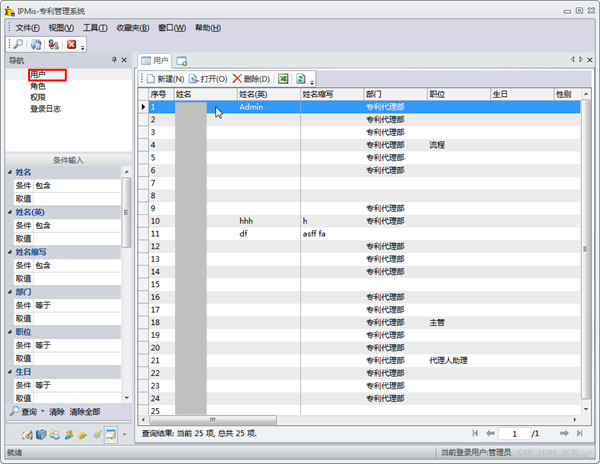 IPMis-专利管理系统
文件(F) 视图(V) 工具(T) 收藏夹(B) 窗口(W) 帮助(H)
导航
用户
角色
权限
登录日志
条件输入
姓名
条件 包含
取值
姓名(英)
条件 包含
取值
姓名缩写
条件 包含
取值
部门
条件 等于
取值
职位
条件 等于
取值
生日
条件 等于
取值
查询 清除 清除全部
用户
新建(N) 打开(O) 删除(D)
序号 姓名 姓名(英) 姓名缩写 部门 职位 生日 性别
1 Admin 专利代理部
2 专利代理部
3 专利代理部
4 专利代理部 流程
5 专利代理部
6 专利代理部
7
8
9 专利代理部
10 hhh h 专利代理部
11 df asff fa
12 专利代理部
13 专利代理部
14 专利代理部
15
16 专利代理部
17 专利代理部
18 专利代理部 主管
19 专利代理部
20 专利代理部
21 专利代理部 代理人助理
22 专利代理部
23 专利代理部
24 专利代理部
25
查询结果: 当前 25 项, 总共 25 项.
1 /1
就绪
当前登录用户:管理员 CAP NUM SCRL